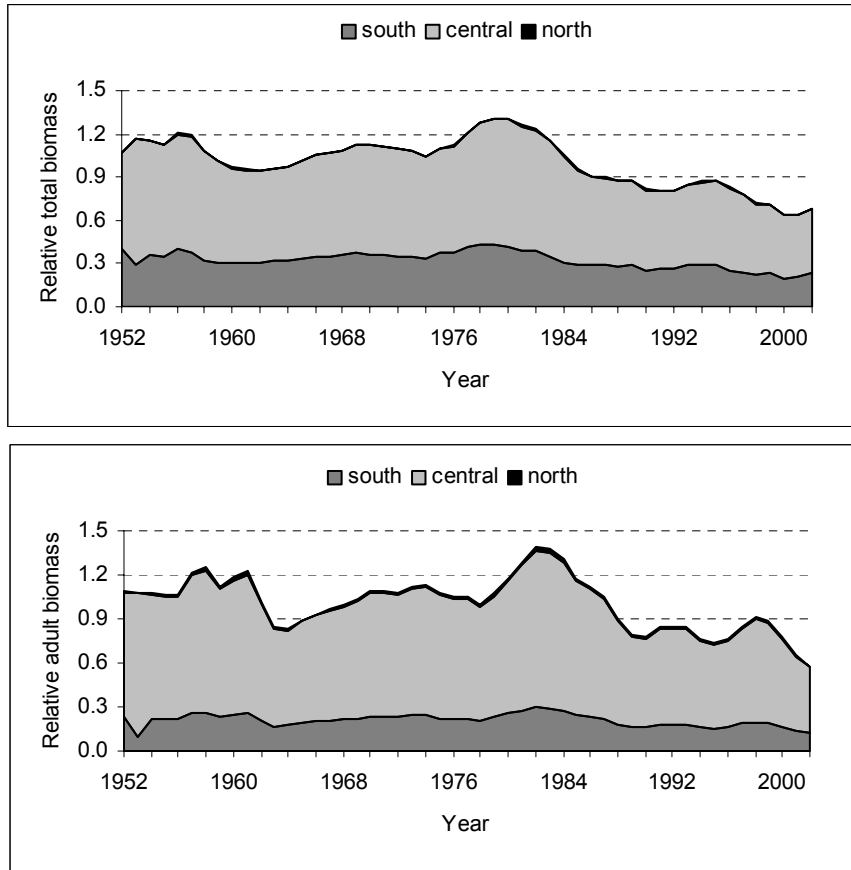 south central north
Relative total biomass
1.5
1.2
0.9
0.6
0.3
0.0
1952 1960 1968 1976 1984 1992 2000
Year
south central north
Relative adult biomass
1.5
1.2
0.9
0.6
0.3
0.0
1952 1960 1968 1976 1984 1992 2000
Year